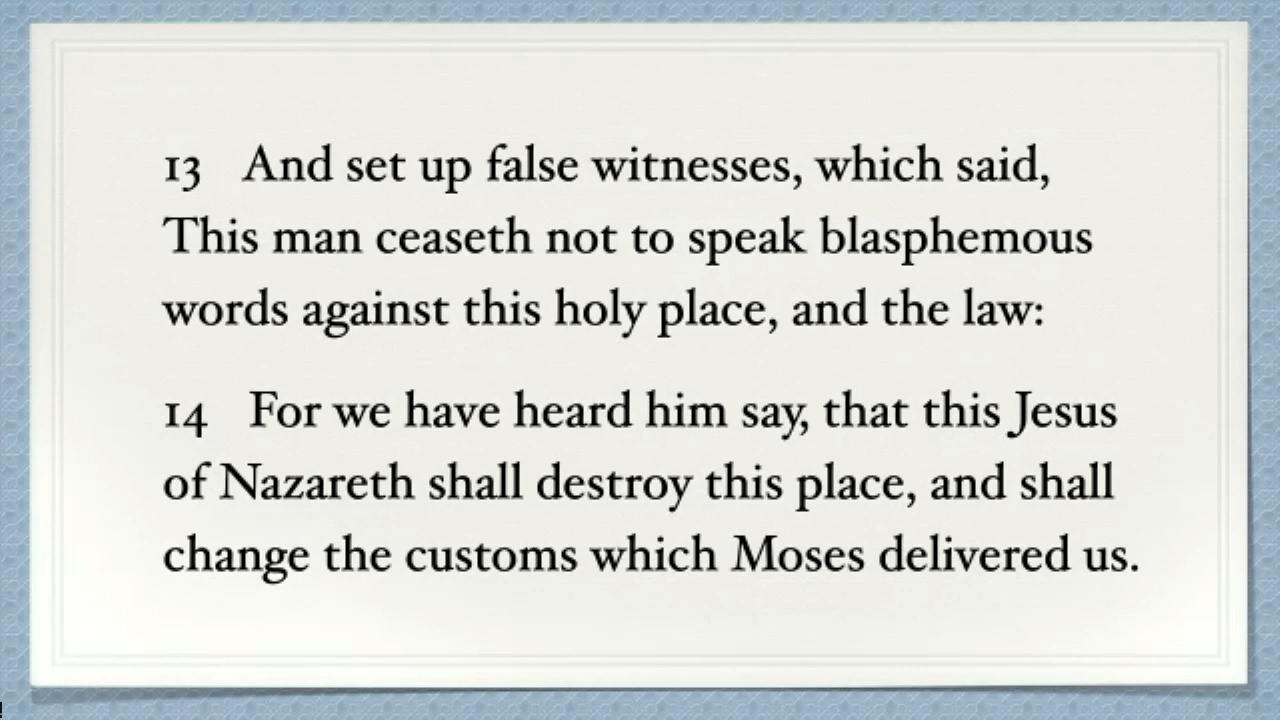 13 And set up false witnesses, which said,
This man ceaseth not to speak blasphemous
words against this holy place, and the law:
14 For we have heard him say, that this Jesus
of Nazareth shall destroy this place, and shall
change the customs which Moses delivered us.